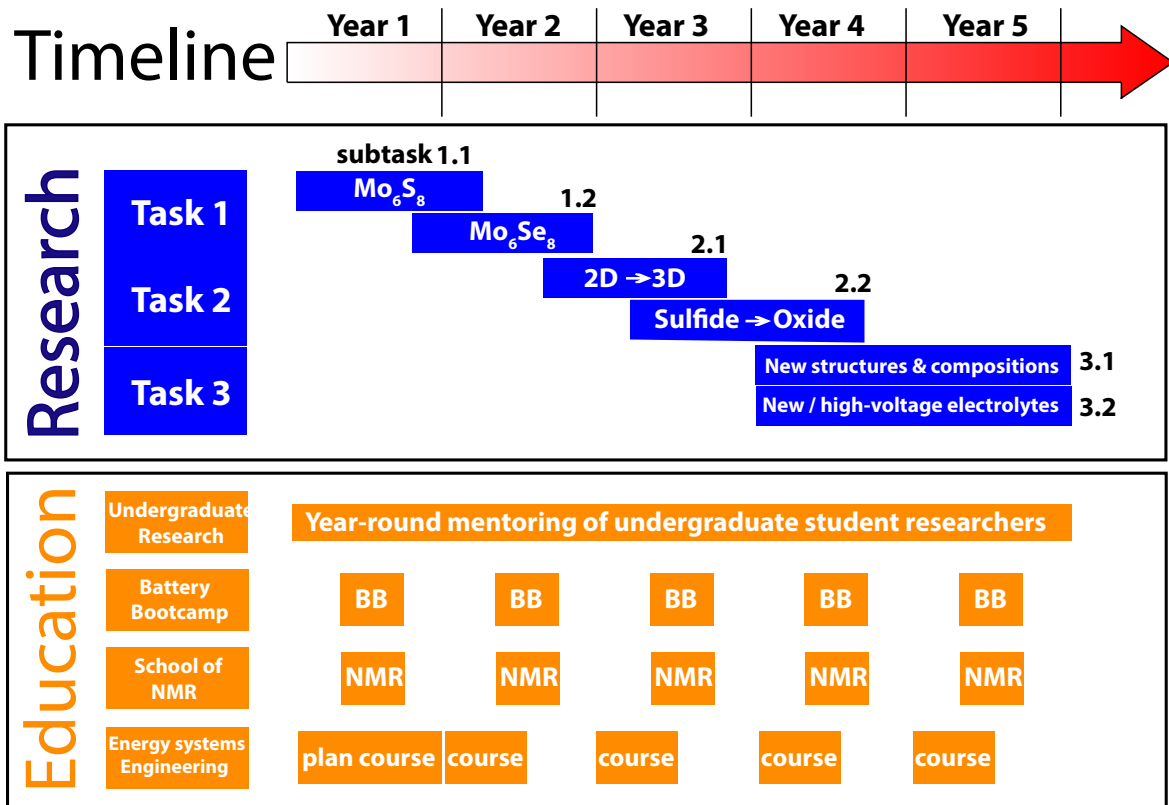 Timeline
Year 1
Year 2
Year 3
Year 4
Year 5
Research
Task 1
Task 2
Task 3
subtask 1.1
Mo₆S₈
1.2
Mo₆Se₈
2.1
2D → 3D
2.2
Sulfide → Oxide
New structures & compositions
3.1
New / high-voltage electrolytes
3.2
Education
Undergraduate
Research
Year-round mentoring of undergraduate student researchers
Battery
Bootcamp
BB
BB
BB
BB
BB
School of
NMR
NMR
NMR
NMR
NMR
NMR
Energy systems
Engineering
plan course
course
course
course
course